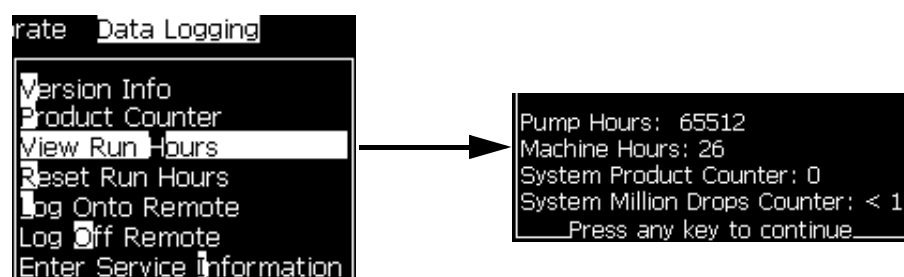 rate Data Logging
Version Info
Product Counter
View Run Hours
Reset Run Hours
Log Onto Remote
Log Off Remote
Enter Service Information
Pump Hours: 65512
Machine Hours: 26
System Product Counter: 0
System Million Drops Counter: < 1
Press any key to continue